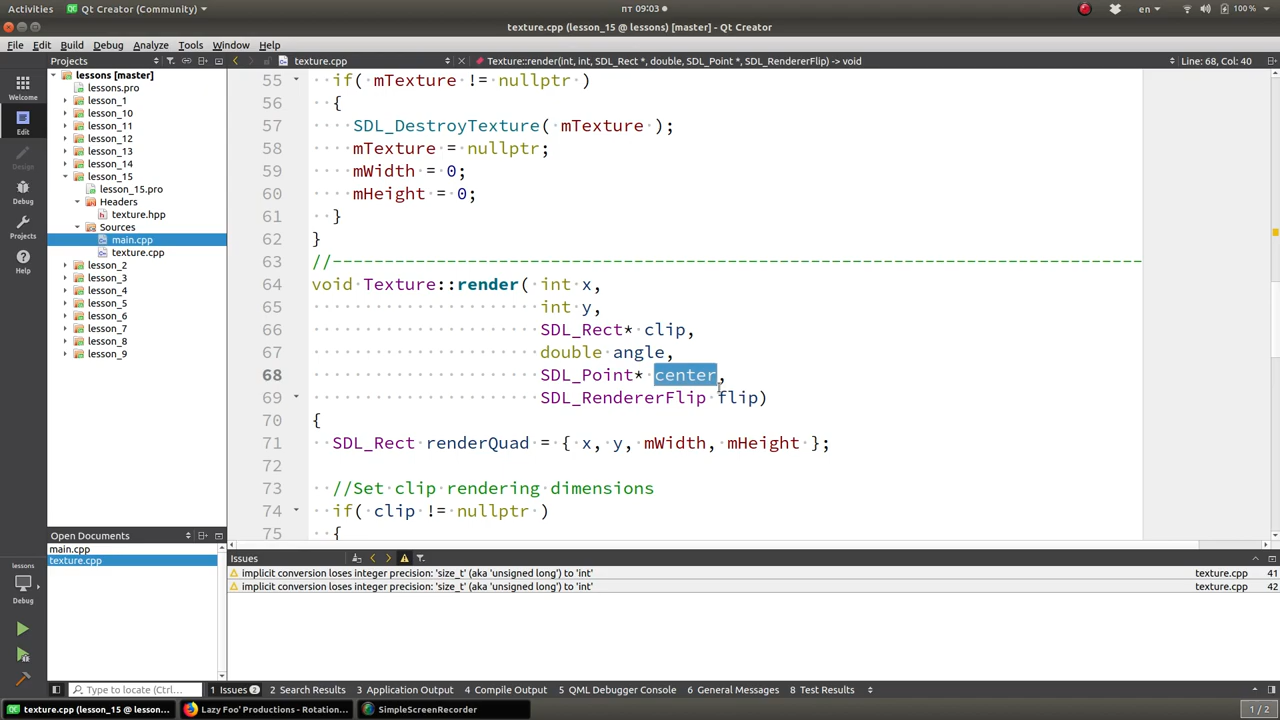 Activities
Qt Creator (Community)
пт 09:03
en
100 %
texture.cpp (lesson_15 @ lessons) [master] - Qt Creator
File Edit Build Debug Analyze Tools Window Help
Projects
texture.cpp
Texture::render(int, int, SDL_Rect *, double, SDL_Point *, SDL_RendererFlip) -> void
Line: 68, Col: 40
Welcome
Edit
Design
Debug
Projects
Help
lessons [master]
lessons.pro
lesson_1
lesson_10
lesson_11
lesson_12
lesson_13
lesson_14
lesson_15
lesson_15.pro
Headers
texture.hpp
Sources
main.cpp
texture.cpp
lesson_2
lesson_3
lesson_4
lesson_5
lesson_6
lesson_7
lesson_8
lesson_9
55 if( mTexture != nullptr )
56 {
57 SDL_DestroyTexture( mTexture );
58 mTexture = nullptr;
59 mWidth = 0;
60 mHeight = 0;
61 }
62 }
63 //------------------------------------------------------------------------------
64 void Texture::render( int x,
65 int y,
66 SDL_Rect* clip,
67 double angle,
68 SDL_Point* center,
69 SDL_RendererFlip flip)
70 {
71 SDL_Rect renderQuad = { x, y, mWidth, mHeight };
72
73 //Set clip rendering dimensions
74 if( clip != nullptr )
75 {
Open Documents
main.cpp
texture.cpp
Issues
implicit conversion loses integer precision: 'size_t' (aka 'unsigned long') to 'int' texture.cpp 41
implicit conversion loses integer precision: 'size_t' (aka 'unsigned long') to 'int' texture.cpp 42
lessons
Debug
Type to locate (...
1 Issues 2
2 Search Results
3 Application Output
4 Compile Output
5 QML Debugger Console
6 General Messages
8 Test Results
texture.cpp (lesson_15 @ lesson...
Lazy Foo' Productions - Rotation...
SimpleScreenRecorder
1 / 2